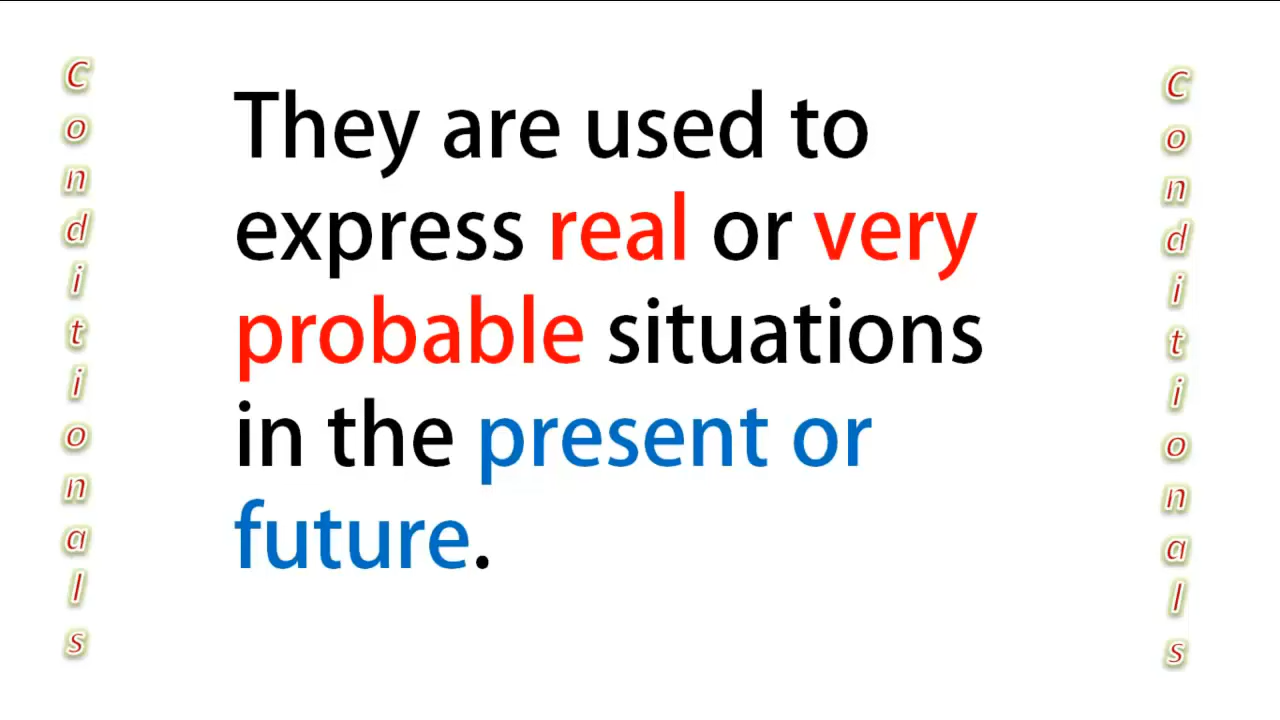 Conditionals
They are used to
express real or very
probable situations
in the present or
future.
Conditionals